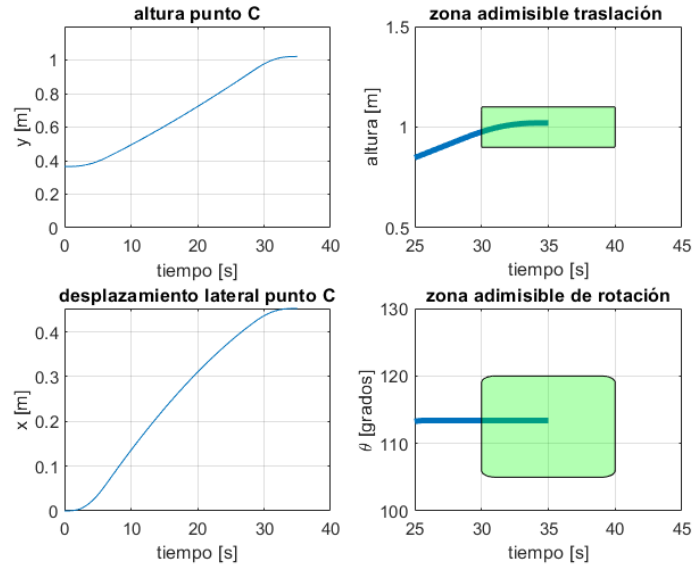 altura punto C
1
0.8
0.6
0.4
0.2
0
y [m]
0 10 20 30 40
tiempo [s]
zona adimisible traslación
1.5
1
0.5
altura [m]
25 30 35 40 45
tiempo [s]
desplazamiento lateral punto C
0.4
0.3
0.2
0.1
0
x [m]
0 10 20 30 40
tiempo [s]
zona adimisible de rotación
130
120
110
100
θ [grados]
25 30 35 40 45
tiempo [s]